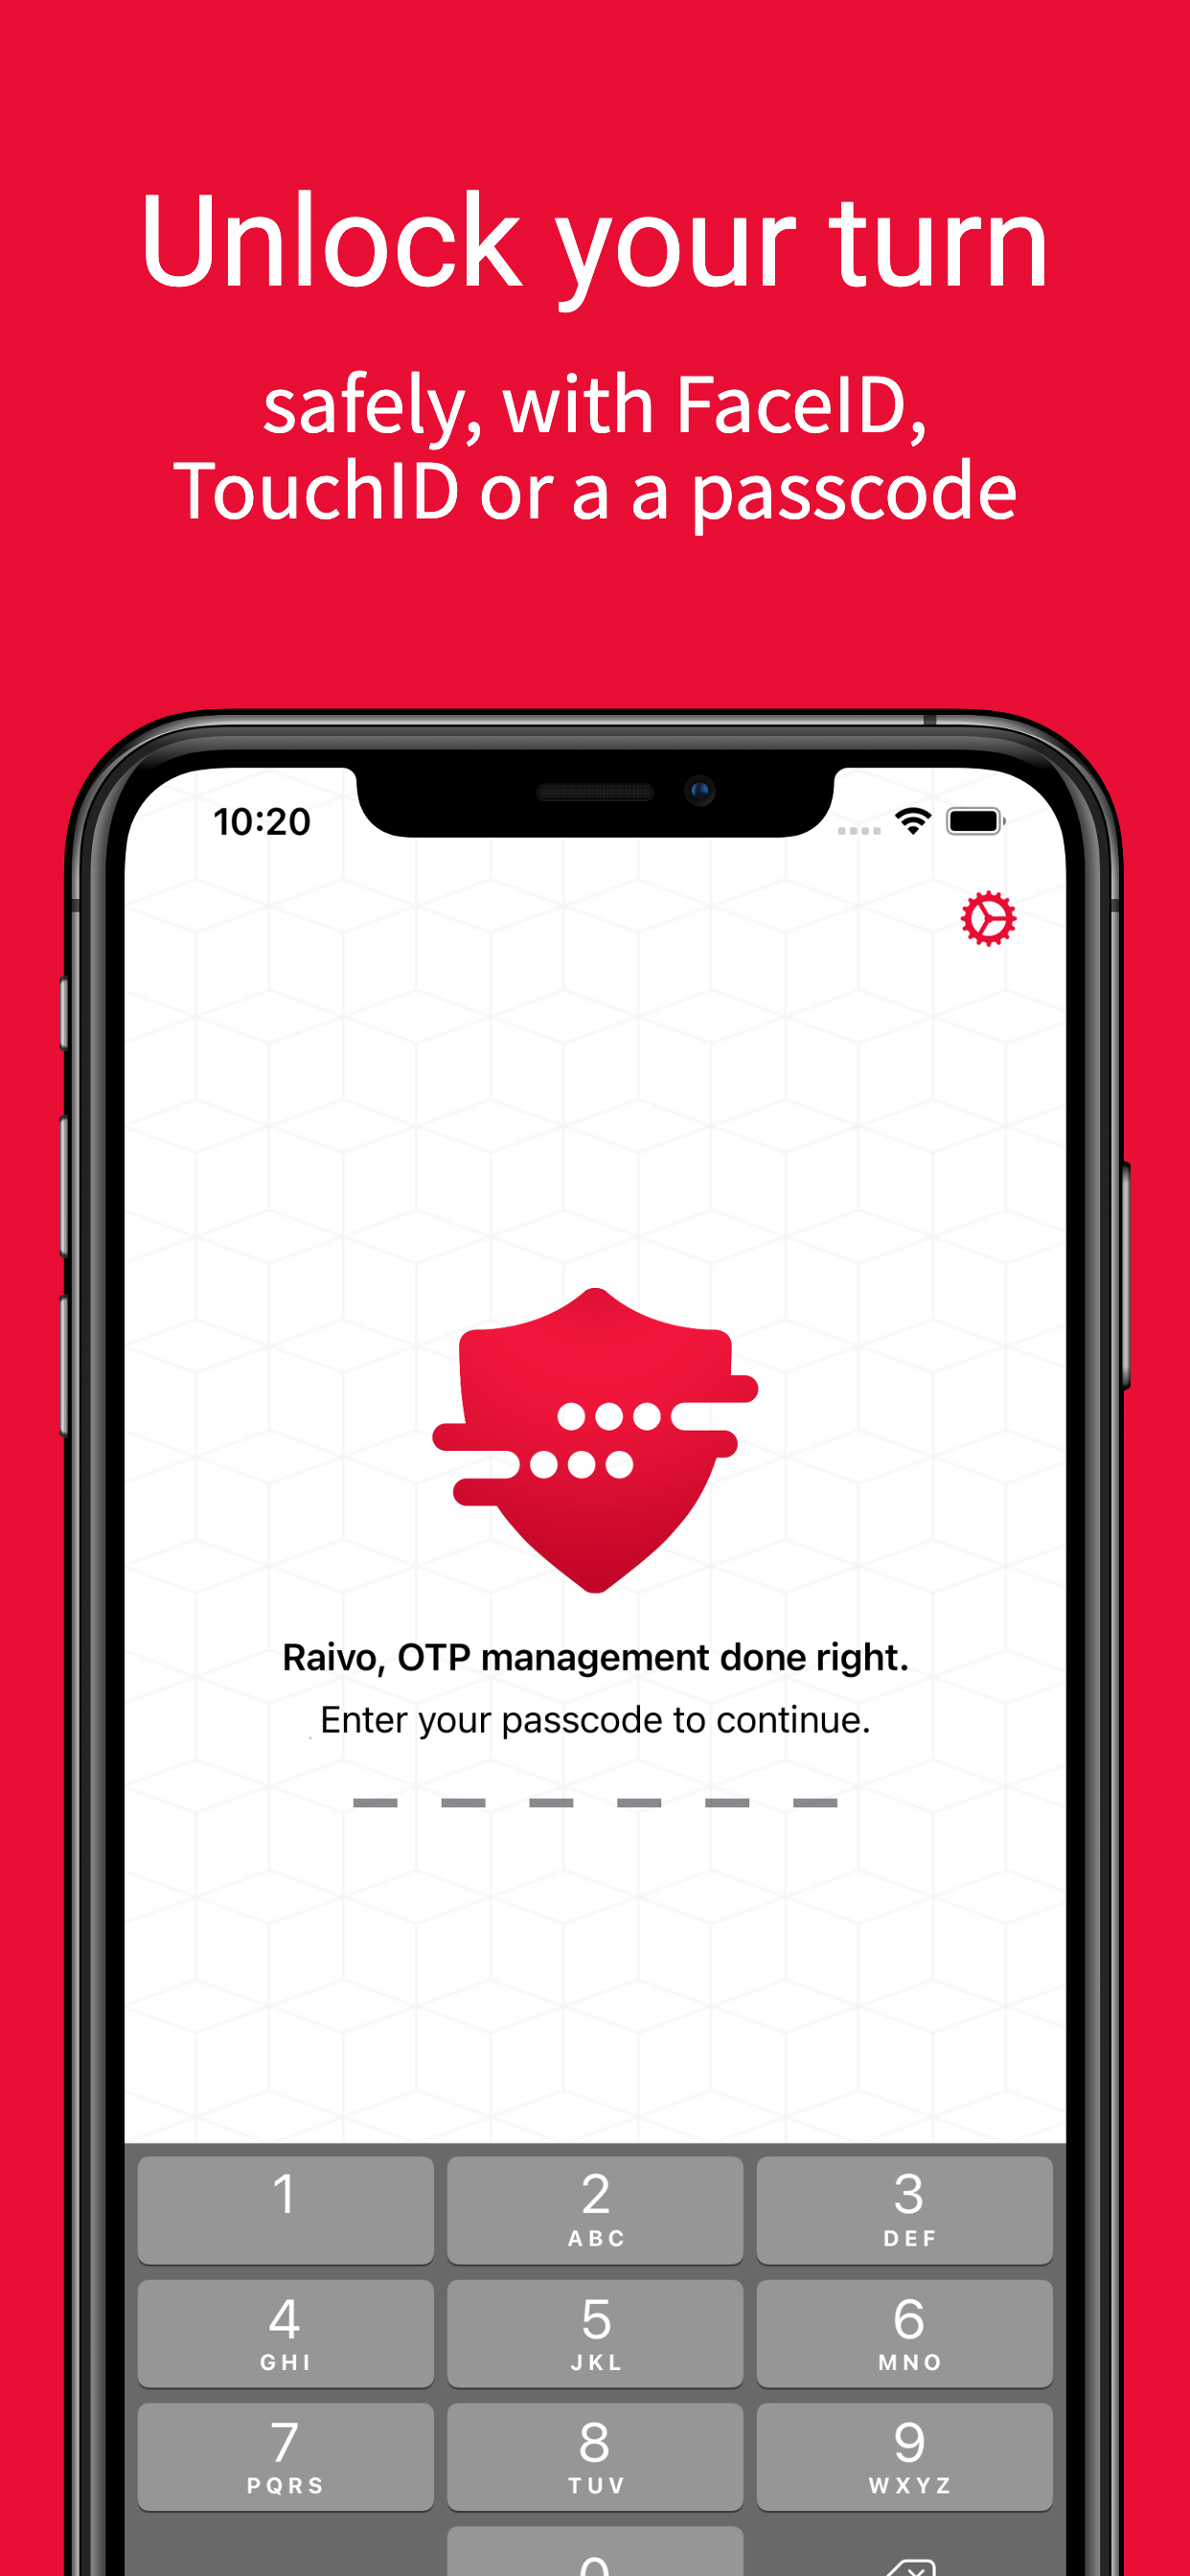 Unlock your turn
safely, with FaceID,
TouchID or a a passcode
10:20
Raivo, OTP management done right.
Enter your passcode to continue.
1
2
3
ABC
DEF
4
5
6
GHI
JKL
MNO
7
8
9
PQRS
TUV
WXYZ
0